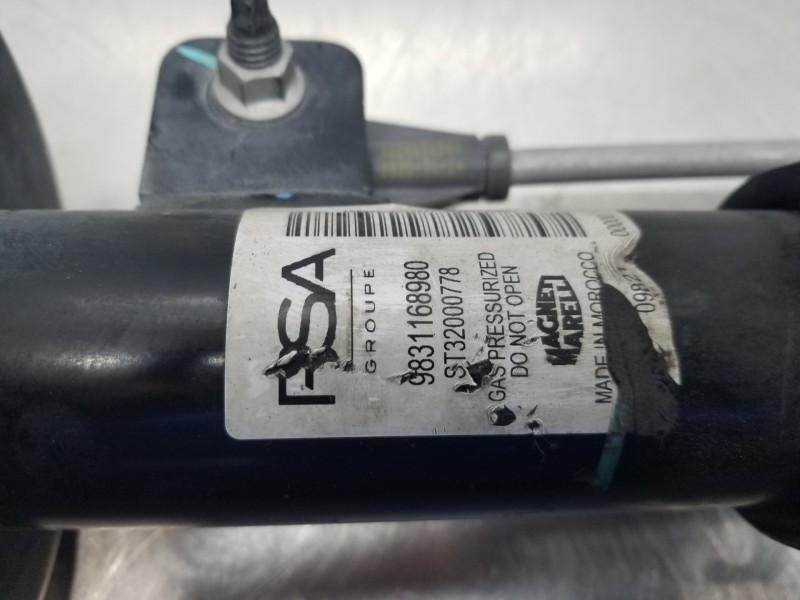 PSA
GROUPE
9831168980
ST32000778
GAS PRESSURIZED
DO NOT OPEN
MAGNETI
MARELLI
MADE IN MOROCCO